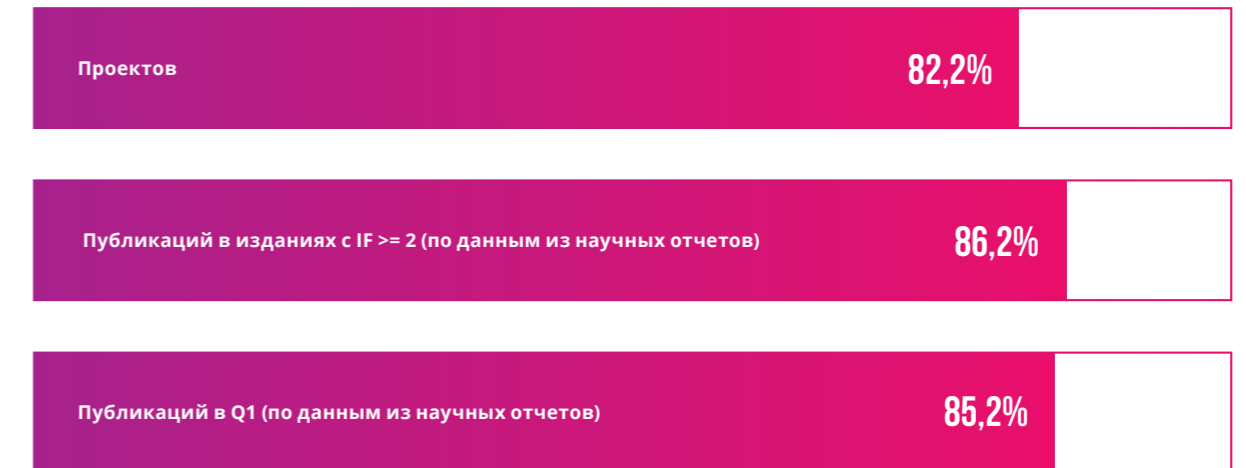 Проектов 82,2%
Публикаций в изданиях с IF >= 2 (по данным из научных отчетов) 86,2%
Публикаций в Q1 (по данным из научных отчетов) 85,2%